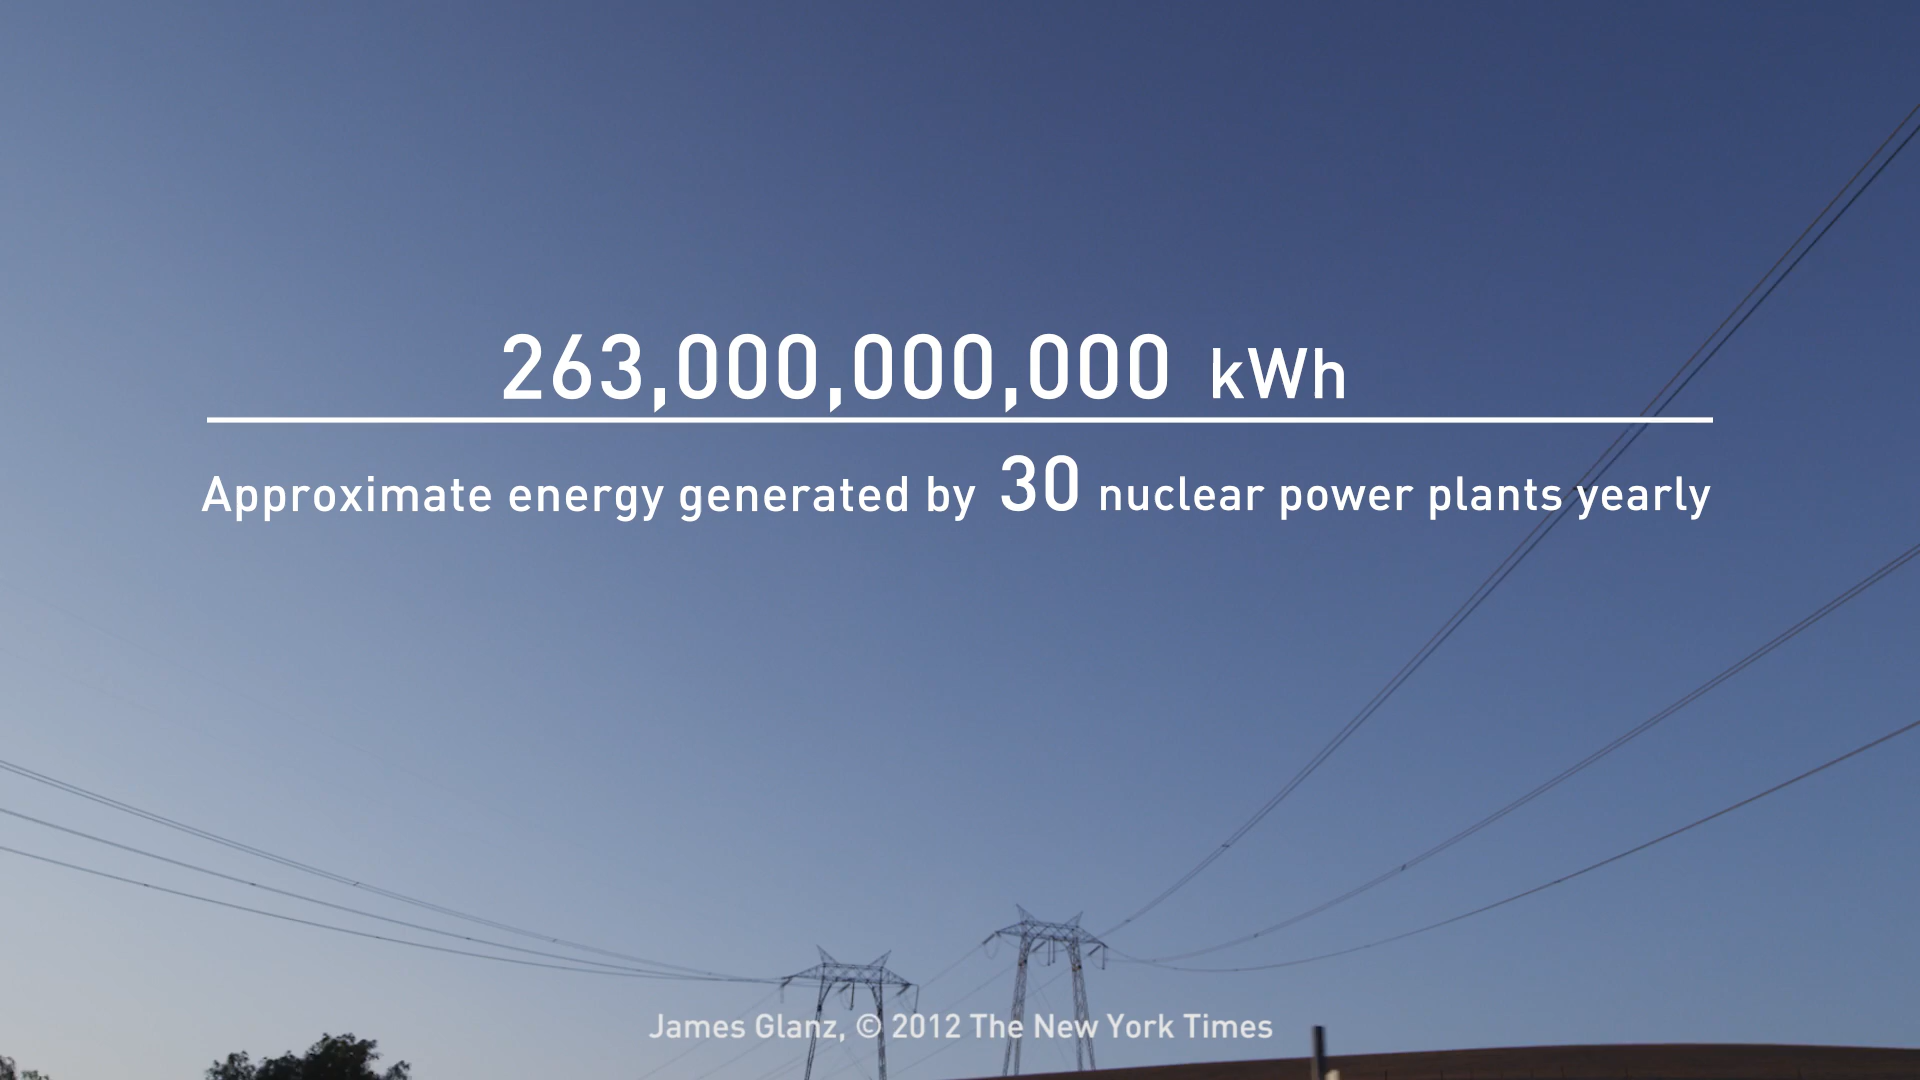 263,000,000,000 kWh
Approximate energy generated by 30 nuclear power plants yearly
James Glanz, © 2012 The New York Times